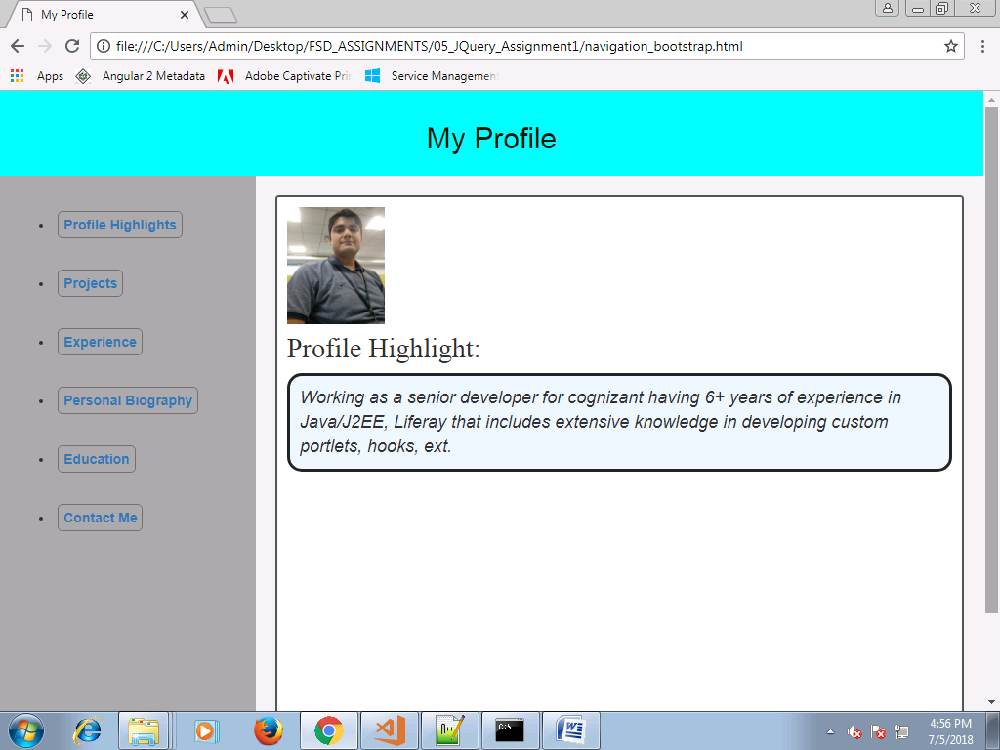 My Profile
file:///C:/Users/Admin/Desktop/FSD_ASSIGNMENTS/05_JQuery_Assignment1/navigation_bootstrap.html
Apps Angular 2 Metadata Adobe Captivate Pri Service Managemen
My Profile
Profile Highlights
Projects
Experience
Personal Biography
Education
Contact Me
Profile Highlight:
Working as a senior developer for cognizant having 6+ years of experience in
Java/J2EE, Liferay that includes extensive knowledge in developing custom
portlets, hooks, ext.
4:56 PM
7/5/2018